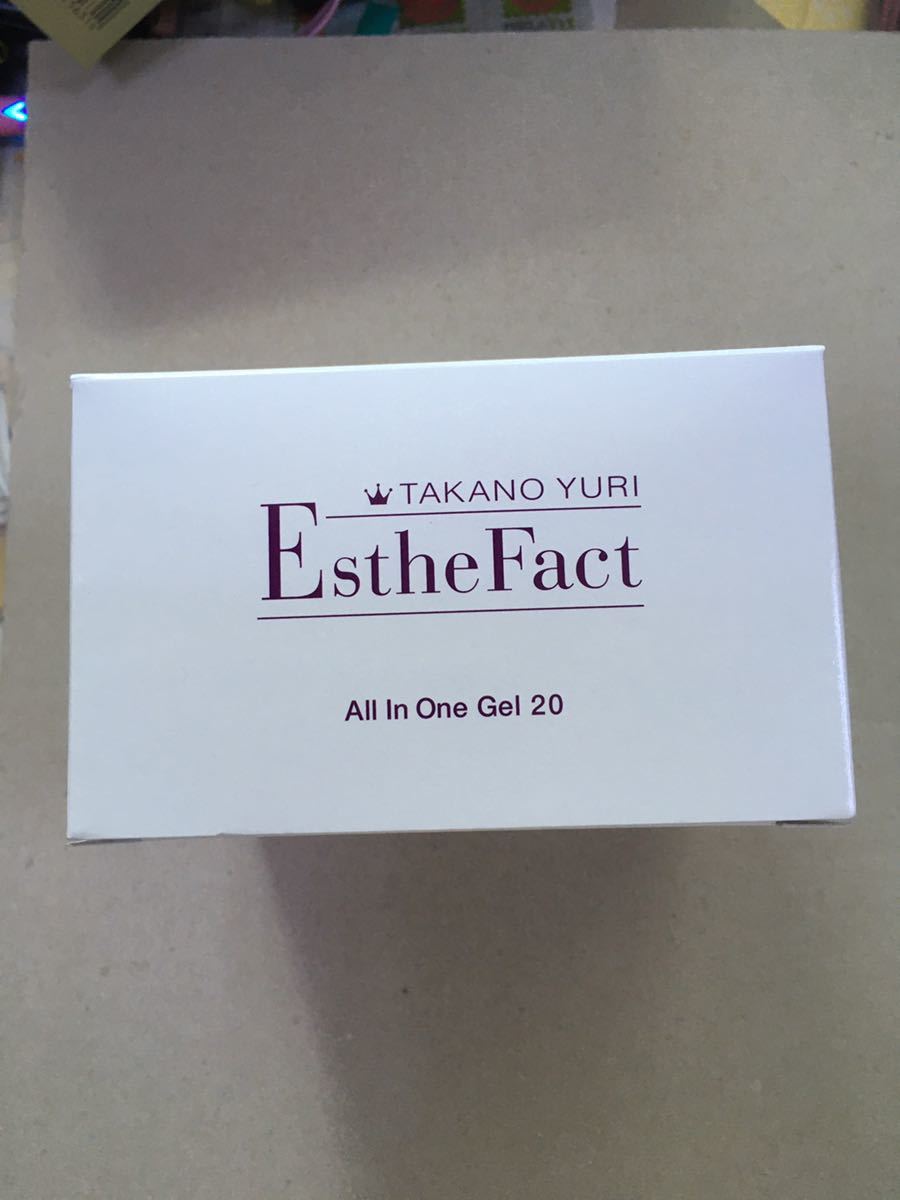 TAKANO YURI
EstheFact
All In One Gel 20